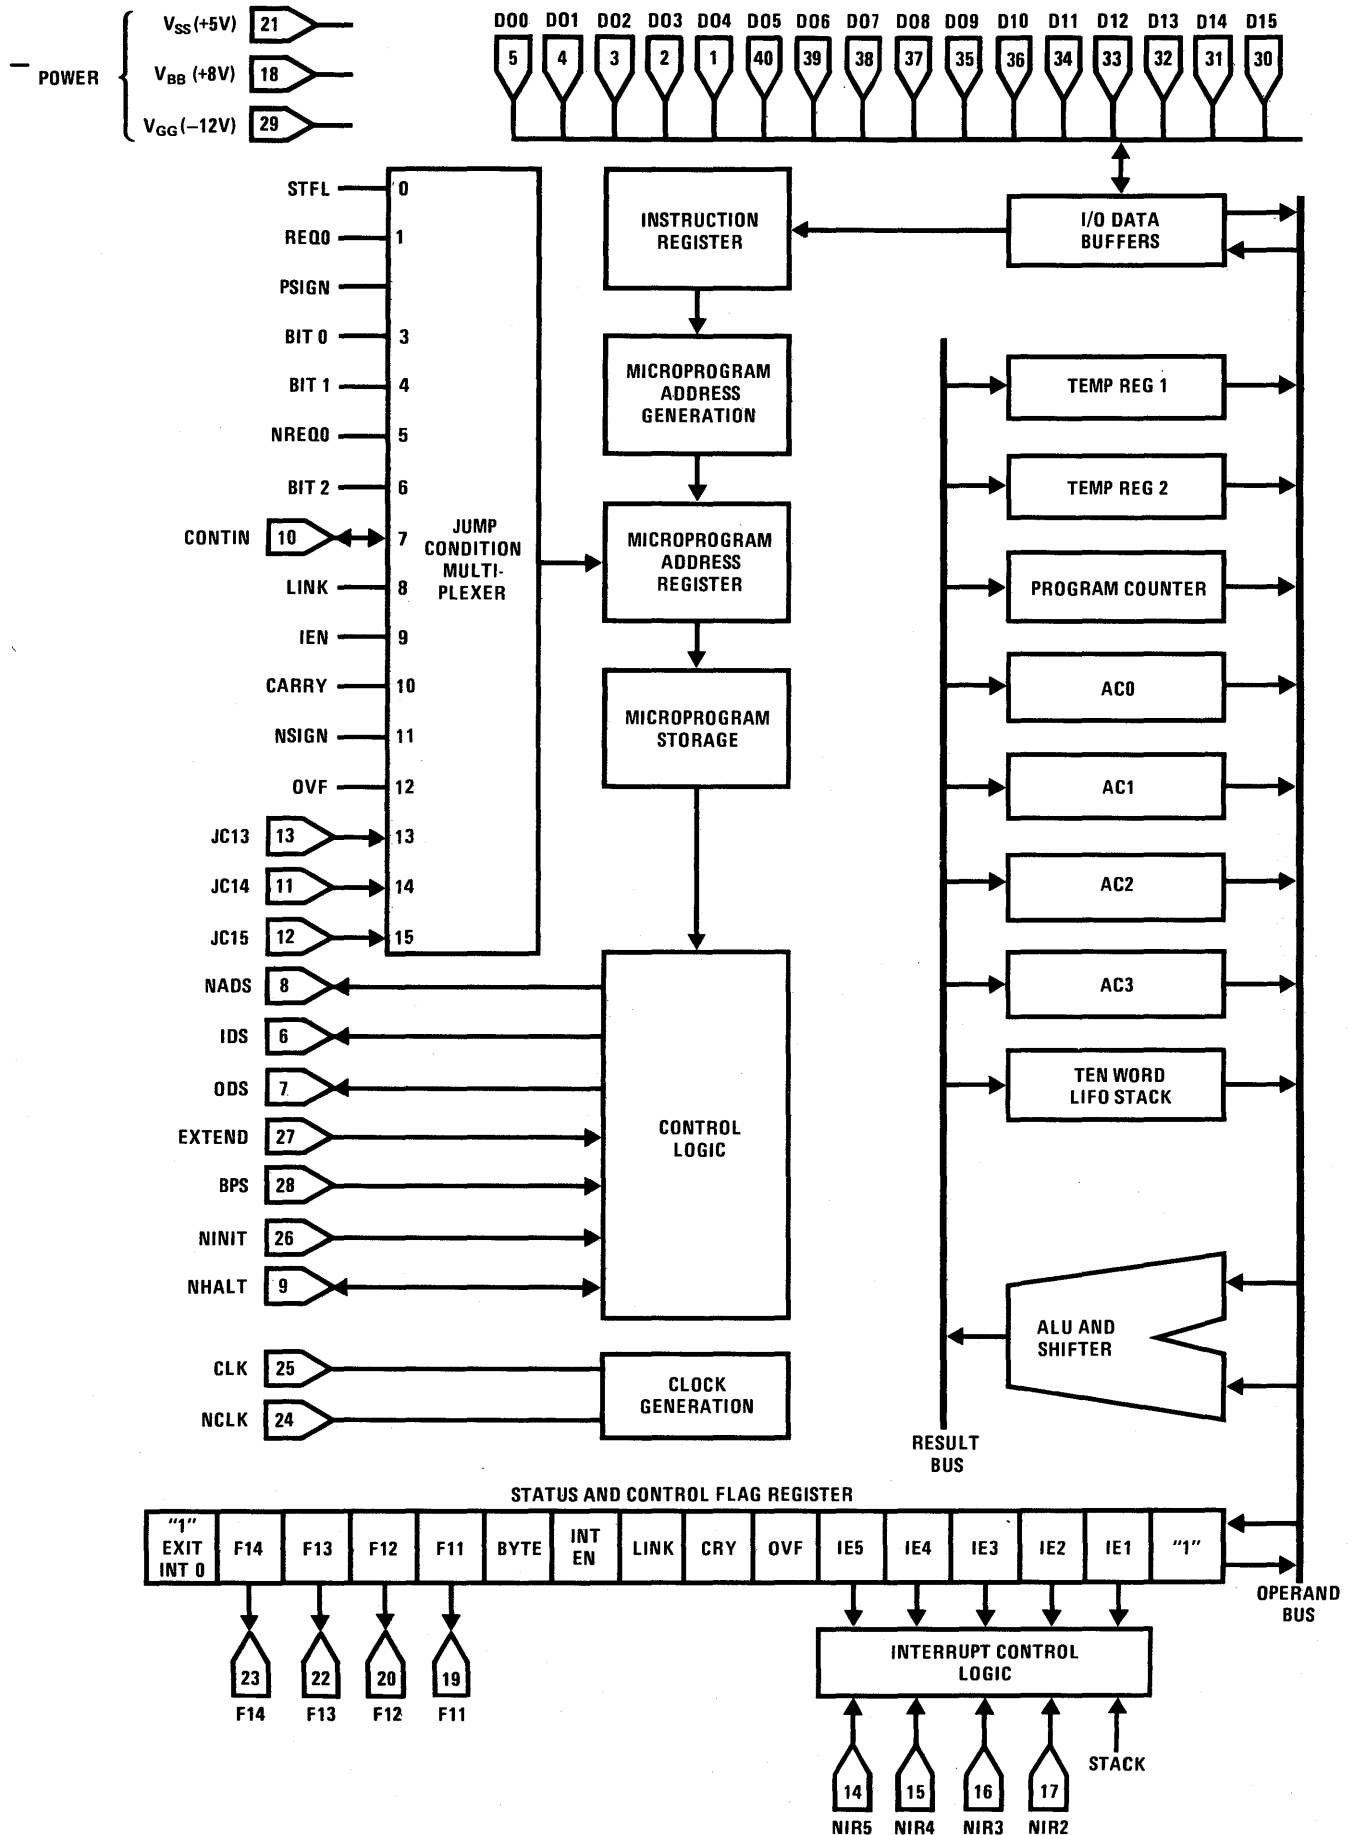 POWER
VSS (+5V) 21
VBB (+8V) 18
VGG (−12V) 29
D00 D01 D02 D03 D04 D05 D06 D07 D08 D09 D10 D11 D12 D13 D14 D15
5 4 3 2 1 40 39 38 37 35 36 34 33 32 31 30
STFL 0
REQ0 1
PSIGN
BIT 0 3
BIT 1 4
NREQ0 5
BIT 2 6
CONTIN 10 7
LINK 8
IEN 9
CARRY 10
NSIGN 11
OVF 12
JC13 13 13
JC14 11 14
JC15 12 15
JUMP
CONDITION
MULTI-
PLEXER
INSTRUCTION
REGISTER
MICROPROGRAM
ADDRESS
GENERATION
MICROPROGRAM
ADDRESS
REGISTER
MICROPROGRAM
STORAGE
I/O DATA
BUFFERS
TEMP REG 1
TEMP REG 2
PROGRAM COUNTER
AC0
AC1
AC2
AC3
TEN WORD
LIFO STACK
NADS 8
IDS 6
ODS 7
EXTEND 27
BPS 28
NINIT 26
NHALT 9
CONTROL
LOGIC
CLK 25
NCLK 24
CLOCK
GENERATION
ALU AND
SHIFTER
RESULT
BUS
STATUS AND CONTROL FLAG REGISTER
"1"
EXIT
INT 0
F14
F13
F12
F11
BYTE
INT
EN
LINK
CRY
OVF
IE5
IE4
IE3
IE2
IE1
"1"
OPERAND
BUS
23 22 20 19
F14 F13 F12 F11
INTERRUPT CONTROL
LOGIC
STACK
14 15 16 17
NIR5 NIR4 NIR3 NIR2